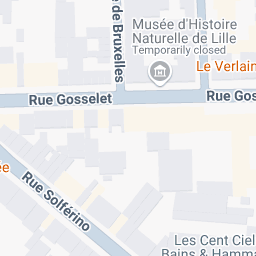 de Bruxelles
Musée d'Histoire
Naturelle de Lille
Temporarily closed
Le Verlain
Rue Gosselet
Rue Gos
ée
Rue Solférino
Les Cent Ciel
Bains & Hamma